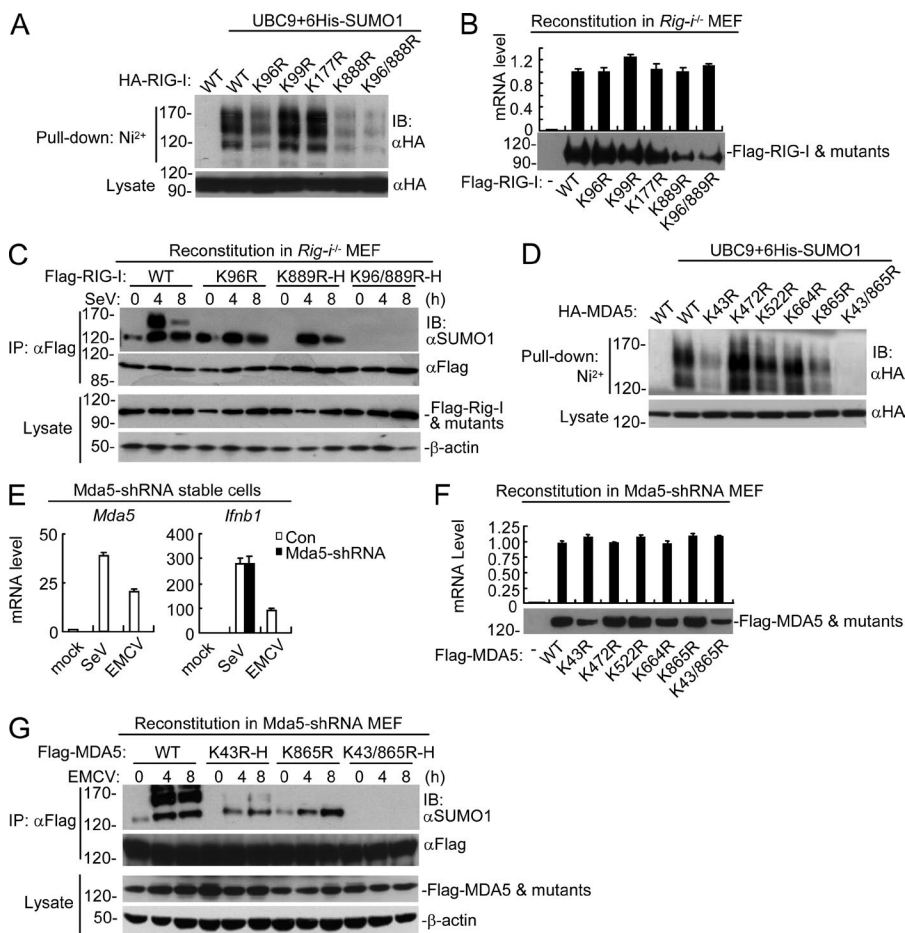 A
UBC9+6His-SUMO1
HA-RIG-I: WT WT K96R K99R K177R K888R K96/888R
170-
Pull-down: Ni2+
120-
IB:
αHA
Lysate
120-
90-
αHA
B
Reconstitution in Rig-i-/- MEF
mRNA level
1.2
0.8
0.4
0
120-
90-
-Flag-RIG-I & mutants
Flag-RIG-I: - WT K96R K99R K177R K889R K96/889R
C
Reconstitution in Rig-i-/- MEF
Flag-RIG-I: WT K96R K889R-H K96/889R-H
SeV: 0 4 8 0 4 8 0 4 8 0 4 8 (h)
170-
120-
IB:
αSUMO1
IP: αFlag
120-
85-
αFlag
Lysate
120-
90-
-Flag-Rig-I
& mutants
50-
-β-actin
D
UBC9+6His-SUMO1
HA-MDA5: WT WT K43R K472R K522R K664R K865R K43/865R
170-
Pull-down:
Ni2+
120-
IB:
αHA
Lysate 120-
αHA
E
Mda5-shRNA stable cells
Mda5
mRNA level
50
25
0
mock SeV EMCV
Ifnb1
400
300
200
100
0
mock SeV EMCV
Con
Mda5-shRNA
F
Reconstitution in Mda5-shRNA MEF
mRNA Level
1.25
1.00
0.75
0.5
0.25
0
120-
-Flag-MDA5 & mutants
Flag-MDA5: - WT K43R K472R K522R K664R K865R K43/865R
G
Reconstitution in Mda5-shRNA MEF
Flag-MDA5: WT K43R-H K865R K43/865R-H
EMCV: 0 4 8 0 4 8 0 4 8 0 4 8 (h)
170-
120-
IB:
αSUMO1
IP: αFlag
120-
αFlag
Lysate
120-
-Flag-MDA5 & mutants
50-
-β-actin